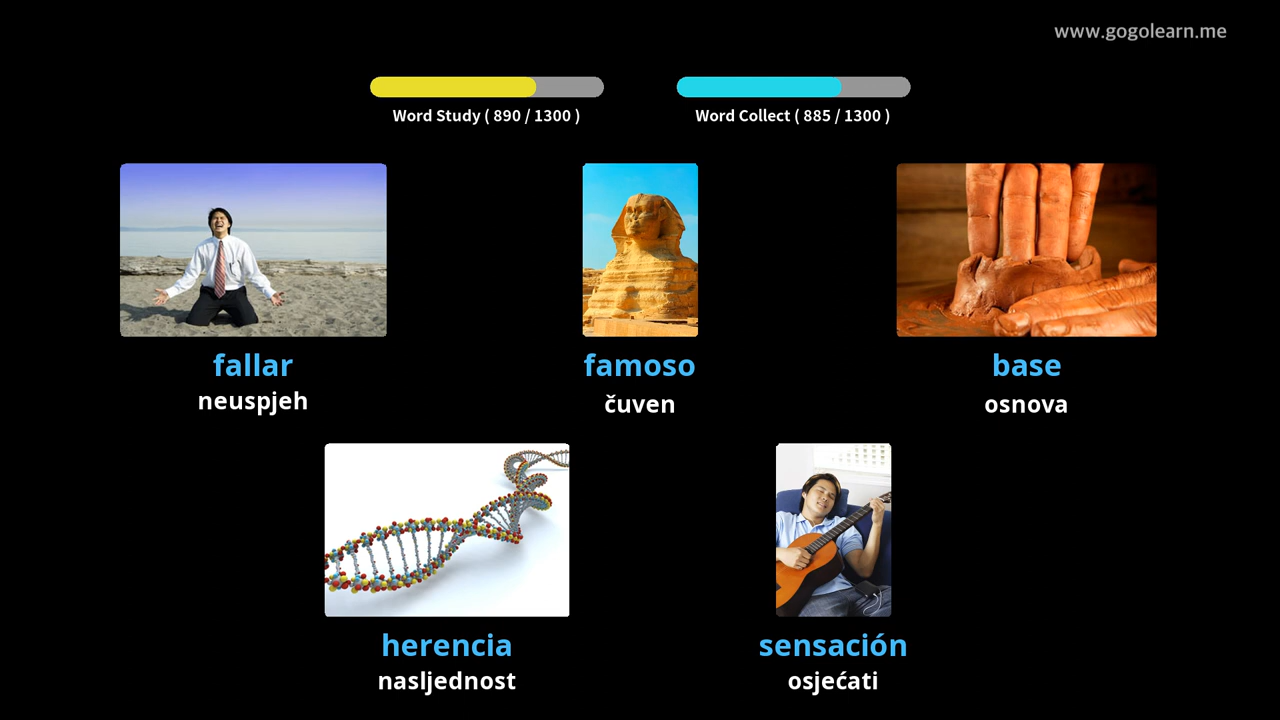 www.gogolearn.me
Word Study ( 890 / 1300 )
Word Collect ( 885 / 1300 )
fallar
neuspjeh
famoso
čuven
base
osnova
herencia
nasljednost
sensación
osjećati